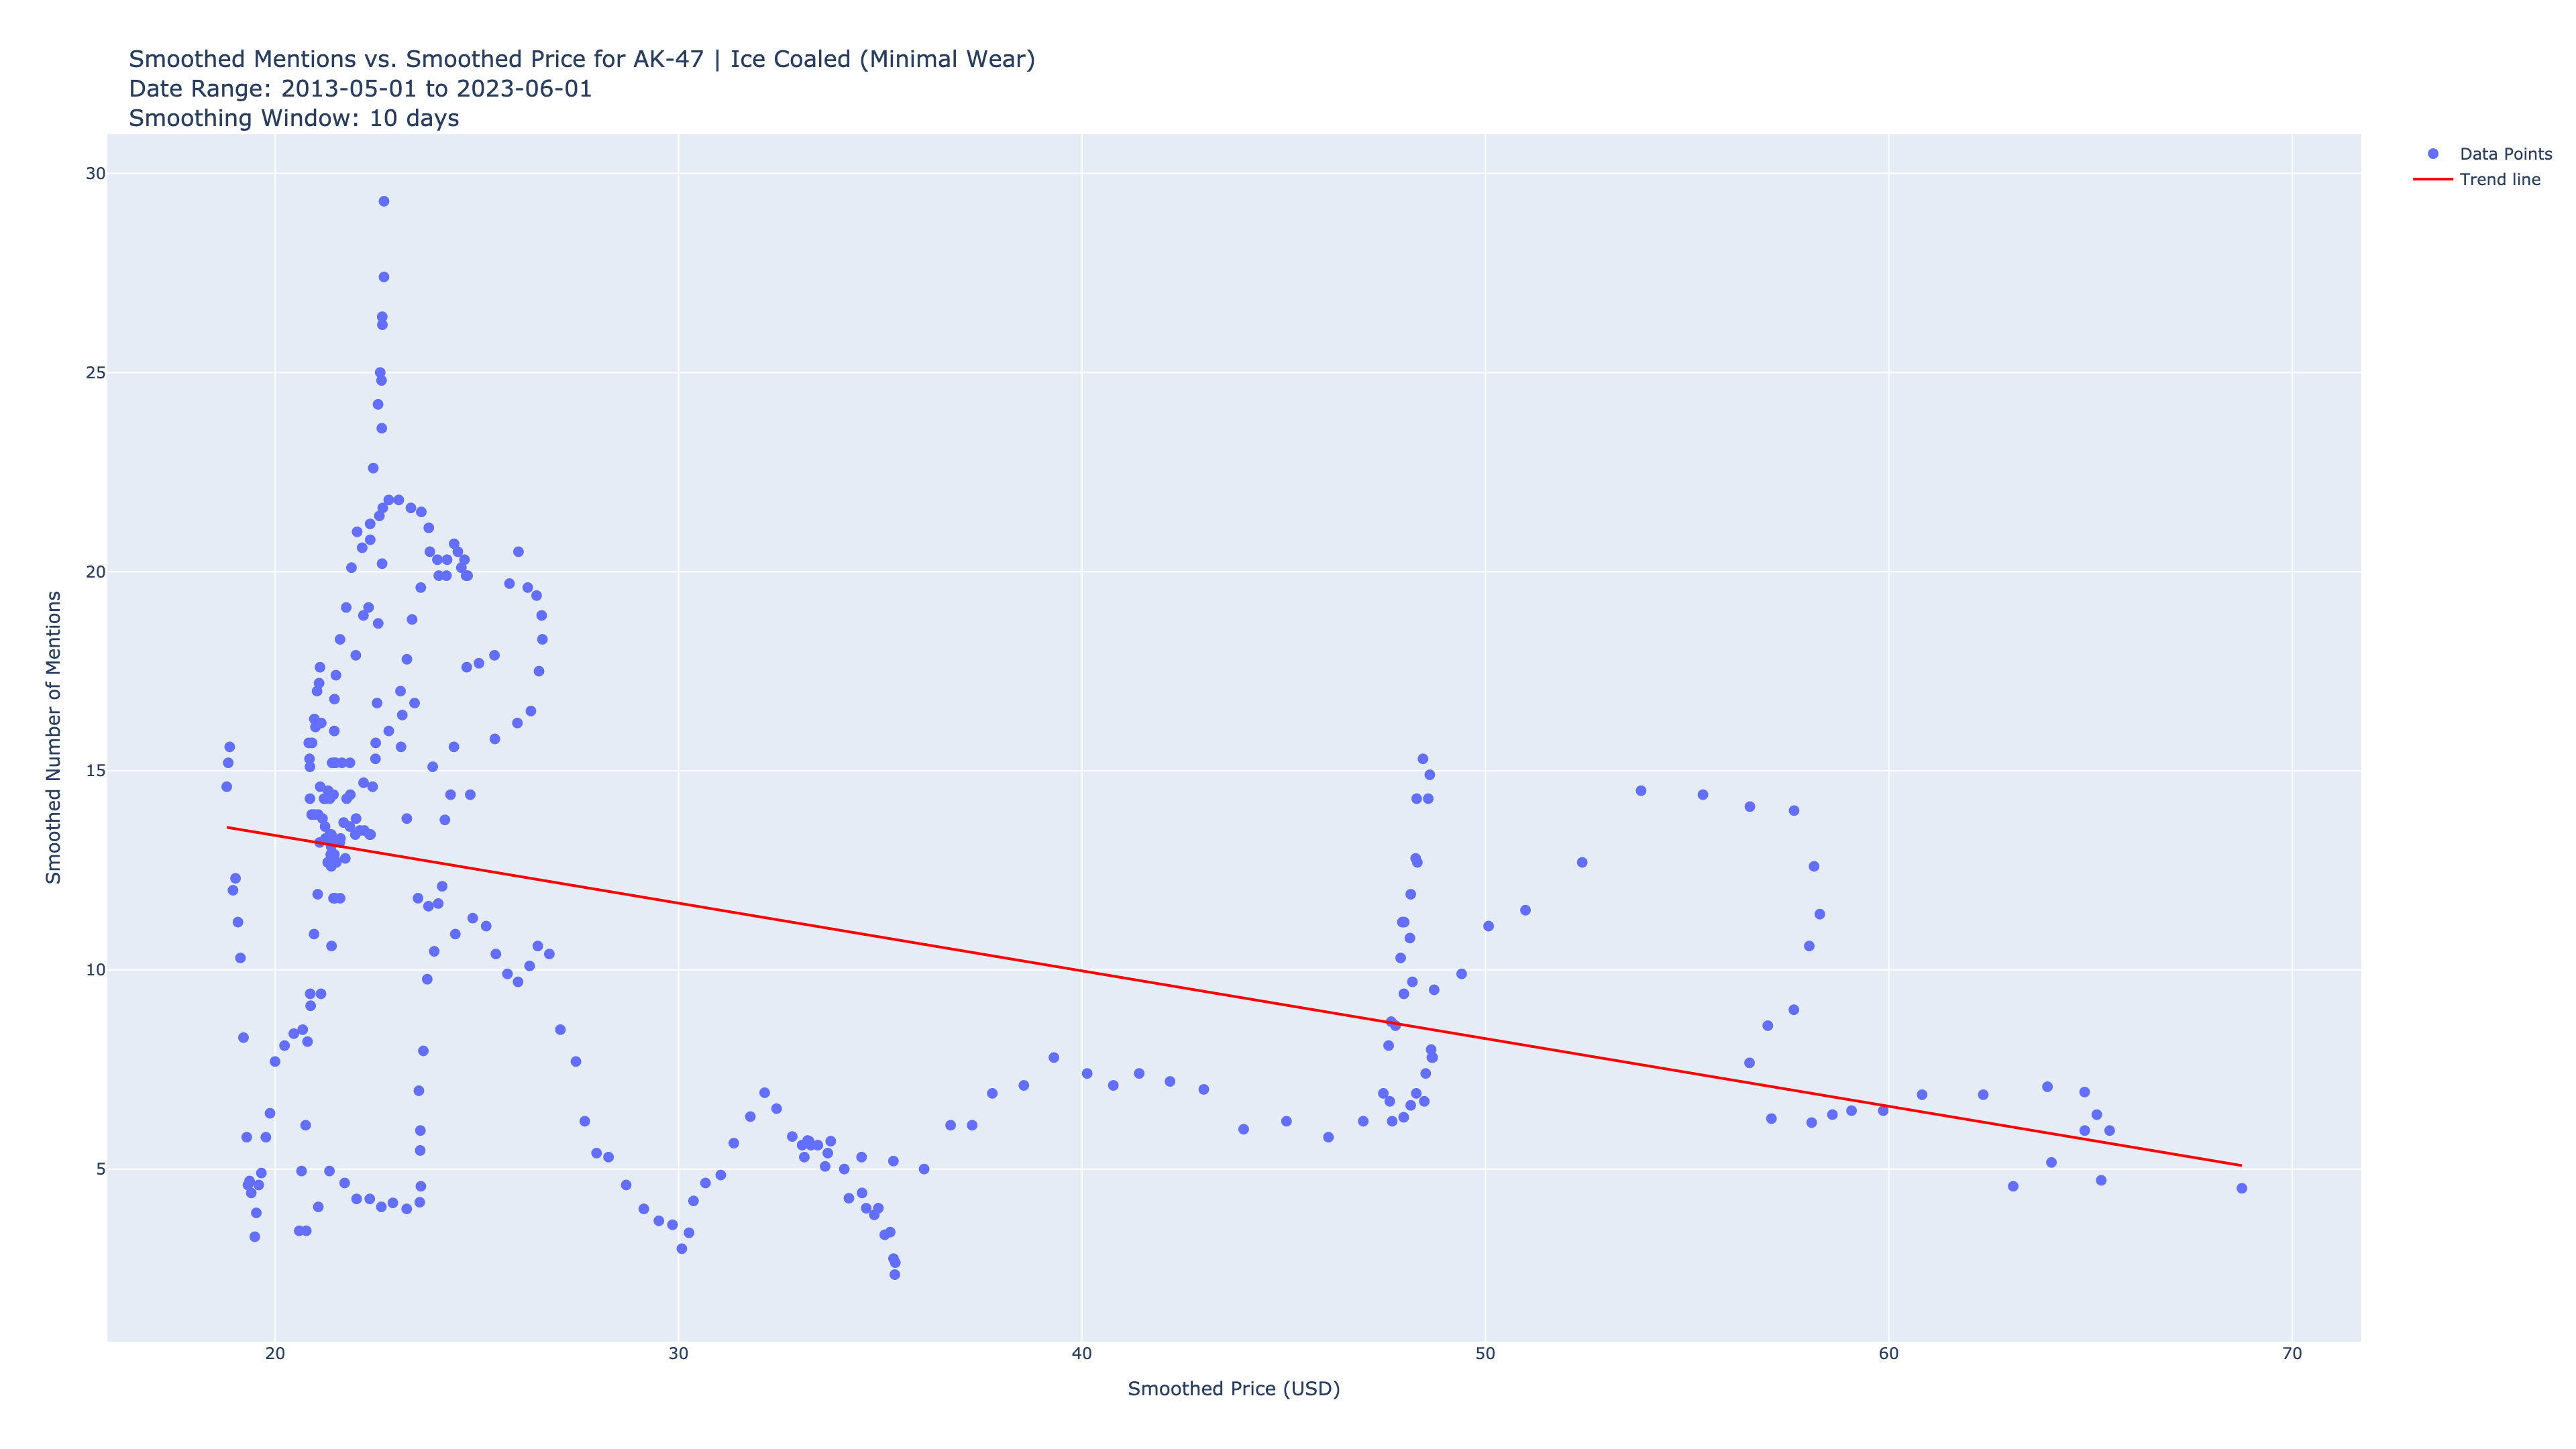 Smoothed Mentions vs. Smoothed Price for AK-47 | Ice Coaled (Minimal Wear)
Date Range: 2013-05-01 to 2023-06-01
Smoothing Window: 10 days
Data Points
Trend line
30
25
20
15
10
5
Smoothed Number of Mentions
20
30
40
50
60
70
Smoothed Price (USD)